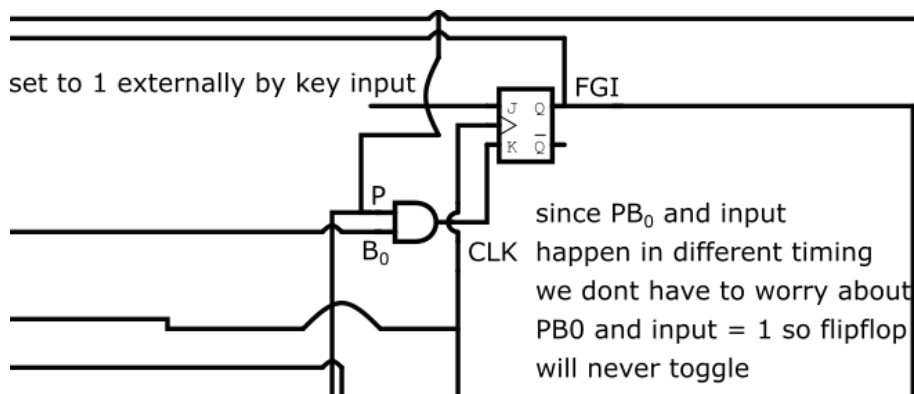 set to 1 externally by key input
FGI
J Q
K Q̅
P
B₀
CLK
since PB₀ and input
happen in different timing
we dont have to worry about
PB0 and input = 1 so flipflop
will never toggle